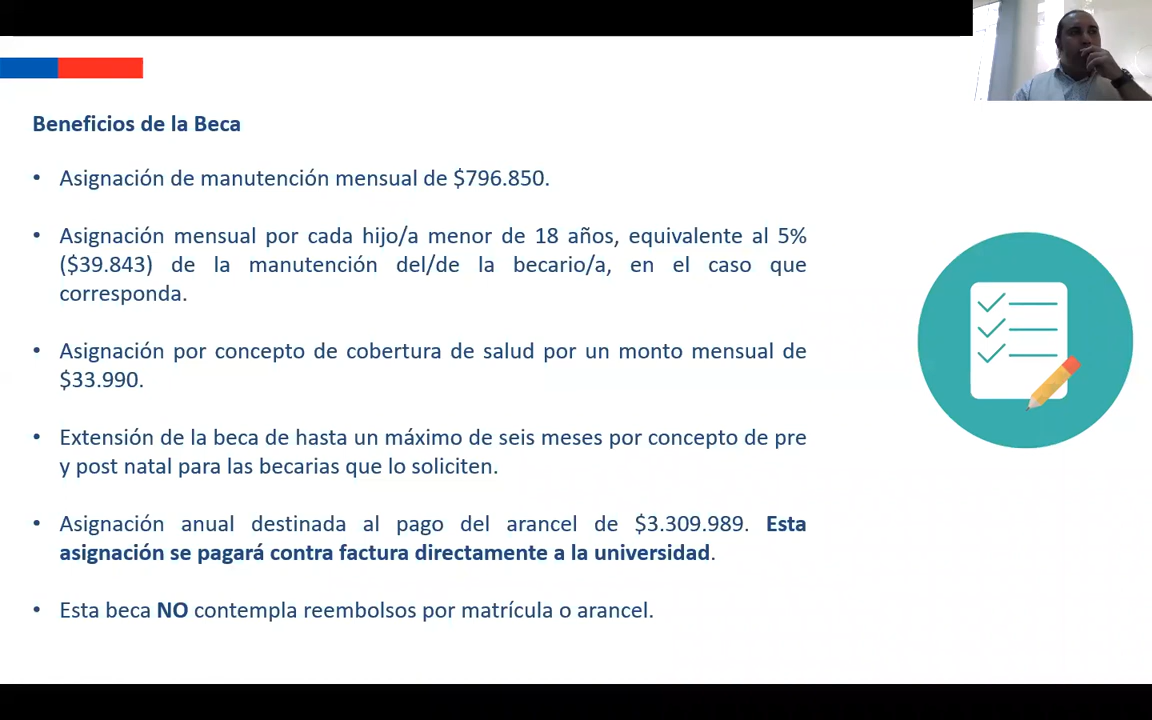 Beneficios de la Beca
• Asignación de manutención mensual de $796.850.
• Asignación mensual por cada hijo/a menor de 18 años, equivalente al 5%
($39.843) de la manutención del/de la becario/a, en el caso que
corresponda.
• Asignación por concepto de cobertura de salud por un monto mensual de
$33.990.
• Extensión de la beca de hasta un máximo de seis meses por concepto de pre
y post natal para las becarias que lo soliciten.
• Asignación anual destinada al pago del arancel de $3.309.989. Esta
asignación se pagará contra factura directamente a la universidad.
• Esta beca NO contempla reembolsos por matrícula o arancel.